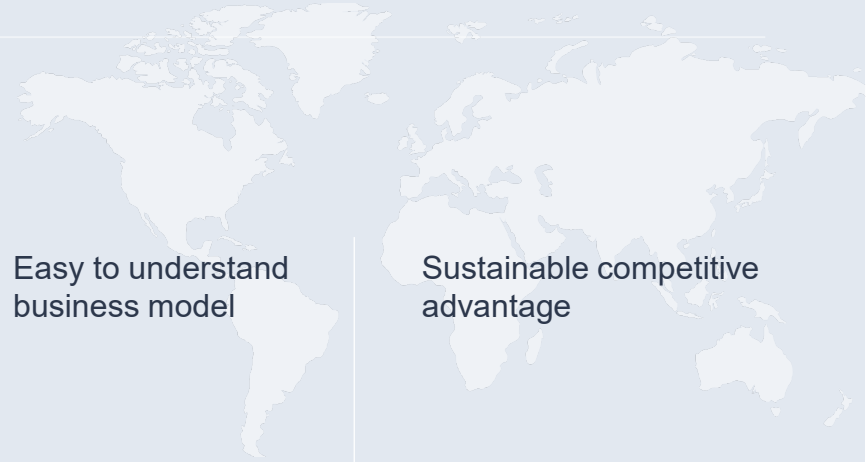 Easy to understand
business model
Sustainable competitive
advantage